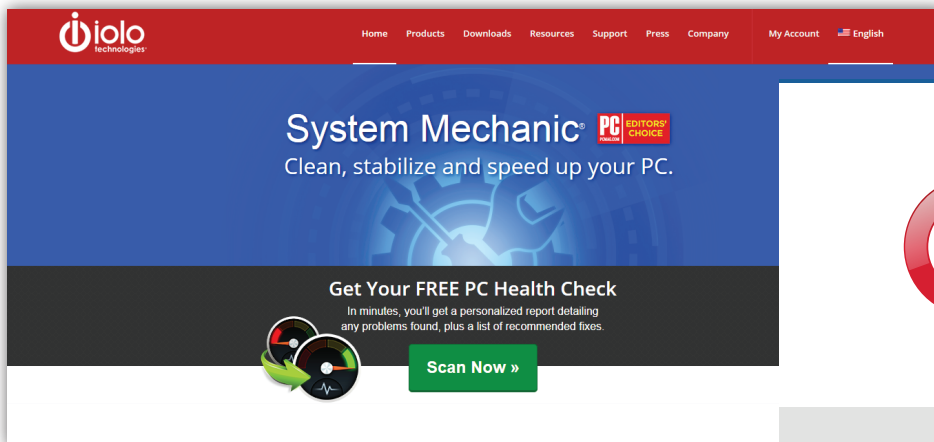 iolo
technologies
Home Products Downloads Resources Support Press Company My Account English
System Mechanic® PC PCMAG.COM EDITORS' CHOICE
Clean, stabilize and speed up your PC.
Get Your FREE PC Health Check
In minutes, you'll get a personalized report detailing
any problems found, plus a list of recommended fixes.
Scan Now »